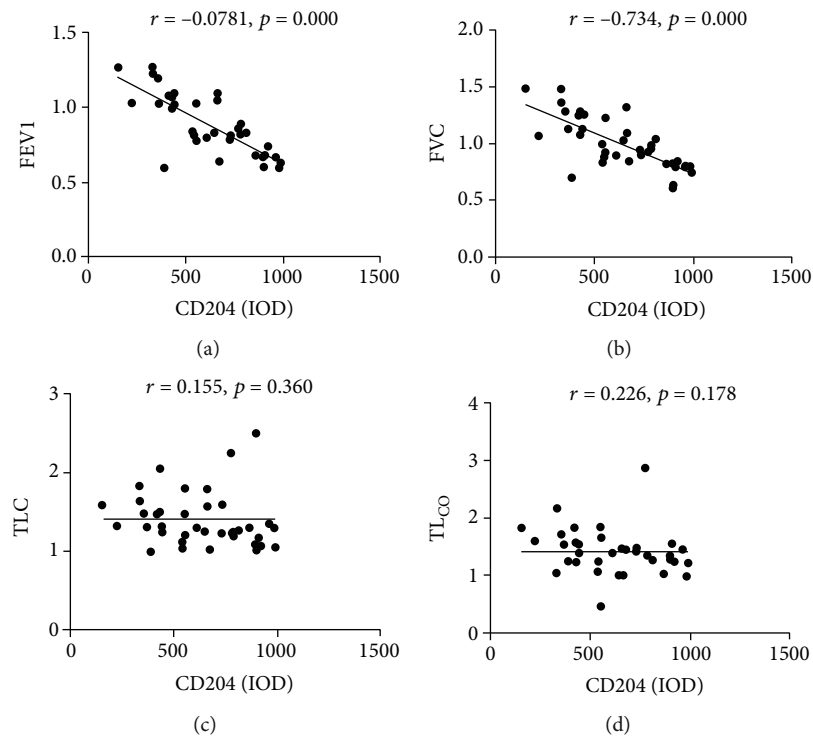 r = –0.0781, p = 0.000
1.5
1.0
0.5
0.0
FEV1
0
500
1000
1500
CD204 (IOD)
(a)
r = –0.734, p = 0.000
2.0
1.5
1.0
0.5
0.0
FVC
0
500
1000
1500
CD204 (IOD)
(b)
r = 0.155, p = 0.360
3
2
1
0
TLC
0
500
1000
1500
CD204 (IOD)
(c)
r = 0.226, p = 0.178
4
3
2
1
0
TLCO
0
500
1000
1500
CD204 (IOD)
(d)